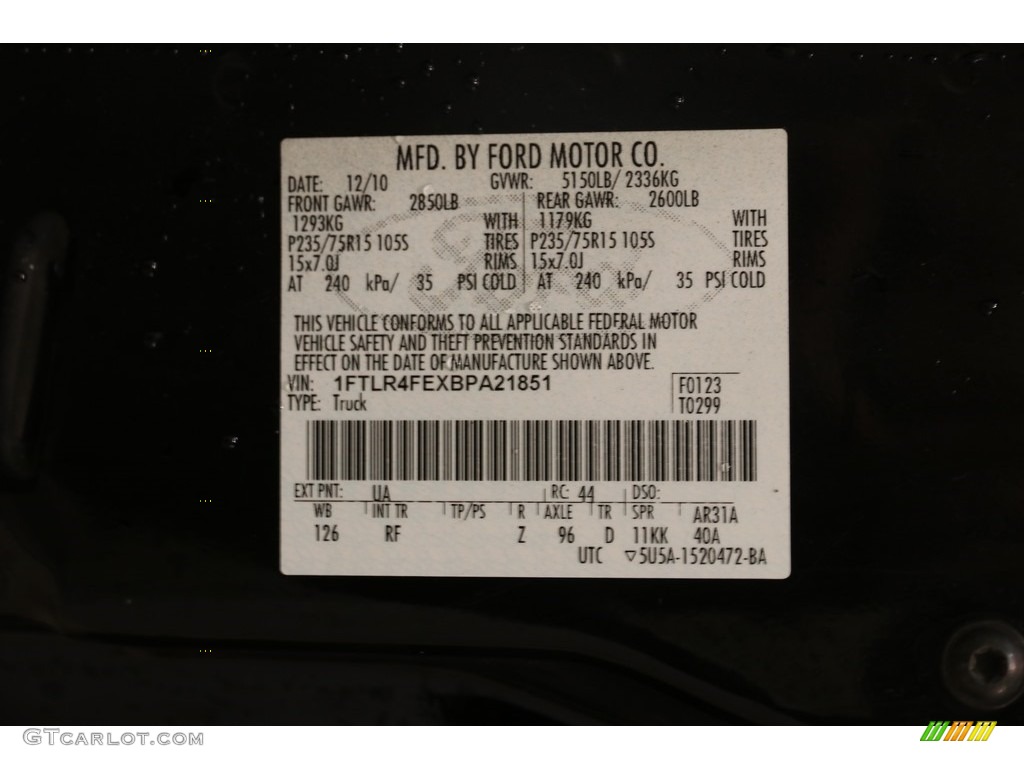 MFD. BY FORD MOTOR CO.
DATE: 12/10 GVWR: 5150LB/ 2336KG
FRONT GAWR: 2850LB REAR GAWR: 2600LB
1293KG WITH 1179KG WITH
P235/75R15 105S TIRES P235/75R15 105S TIRES
15x7.0J RIMS 15x7.0J RIMS
AT 240 kPa/ 35 PSI COLD AT 240 kPa/ 35 PSI COLD
THIS VEHICLE CONFORMS TO ALL APPLICABLE FEDERAL MOTOR
VEHICLE SAFETY AND THEFT PREVENTION STANDARDS IN
EFFECT ON THE DATE OF MANUFACTURE SHOWN ABOVE.
VIN: 1FTLR4FEXBPA21851 F0123
TYPE: Truck T0299
EXT PNT: UA RC: 44 DSO:
WB INT TR TP/PS R AXLE TR SPR AR31A
126 RF Z 96 D 11KK 40A
UTC ▽5U5A-1520472-BA
GTCARLOT.COM